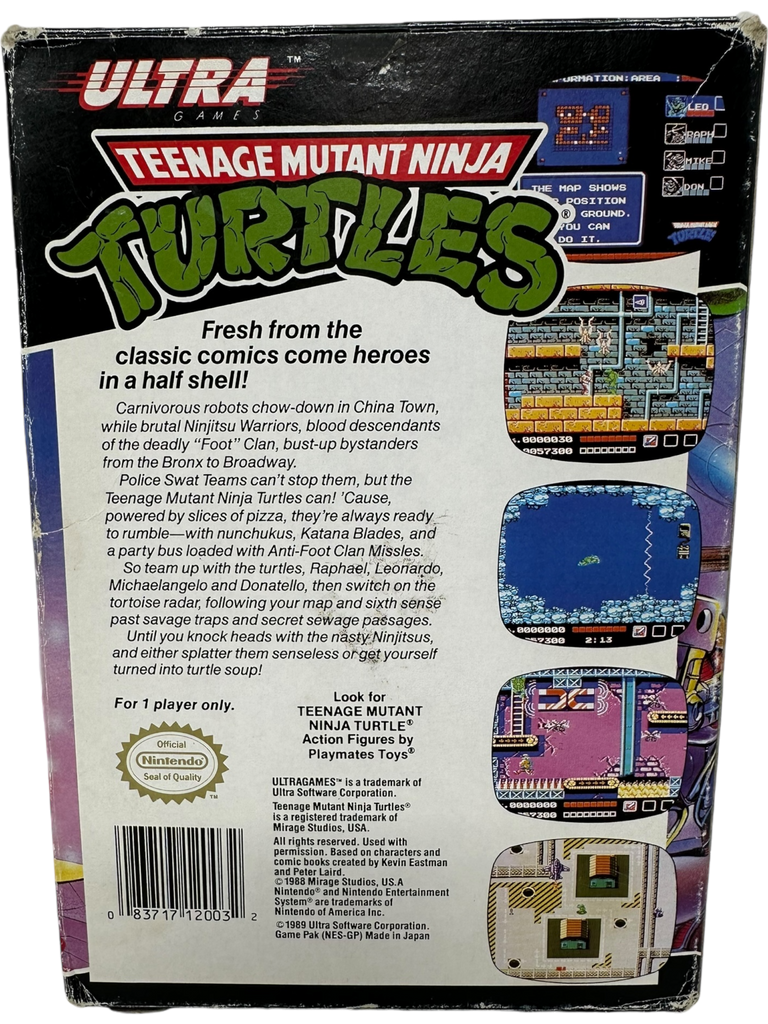 ULTRA™
GAMES
TEENAGE MUTANT NINJA
TURTLES
Fresh from the
classic comics come heroes
in a half shell!
Carnivorous robots chow-down in China Town,
while brutal Ninjitsu Warriors, blood descendants
of the deadly “Foot” Clan, bust-up bystanders
from the Bronx to Broadway.
Police Swat Teams can't stop them, but the
Teenage Mutant Ninja Turtles can! 'Cause,
powered by slices of pizza, they're always ready
to rumble—with nunchukus, Katana Blades, and
a party bus loaded with Anti-Foot Clan Missles.
So team up with the turtles, Raphael, Leonardo,
Michaelangelo and Donatello, then switch on the
tortoise radar, following your map and sixth sense
past savage traps and secret sewage passages.
Until you knock heads with the nasty Ninjitsus,
and either splatter them senseless or get yourself
turned into turtle soup!
For 1 player only.
Official
Nintendo®
Seal of Quality
™
Look for
TEENAGE MUTANT
NINJA TURTLE®
Action Figures by
Playmates Toys®
ULTRAGAMES™ is a trademark of
Ultra Software Corporation.
Teenage Mutant Ninja Turtles®
is a registered trademark of
Mirage Studios, USA.
All rights reserved. Used with
permission. Based on characters and
comic books created by Kevin Eastman
and Peter Laird.
© 1988 Mirage Studios, U.S.A
Nintendo® and Nintendo Entertainment
System® are trademarks of
Nintendo of America Inc.
© 1989 Ultra Software Corporation.
Game Pak (NES-GP) Made in Japan
0 83717 12003 2
ORMATION:AREA :
LEO
RAPH
MIKE
DON
THE MAP SHOWS
POSITION
® GROUND.
YOU CAN
DO IT.
TURTLES
.0000030
0057300
.0000000
7300 2:13
.0000000
57300